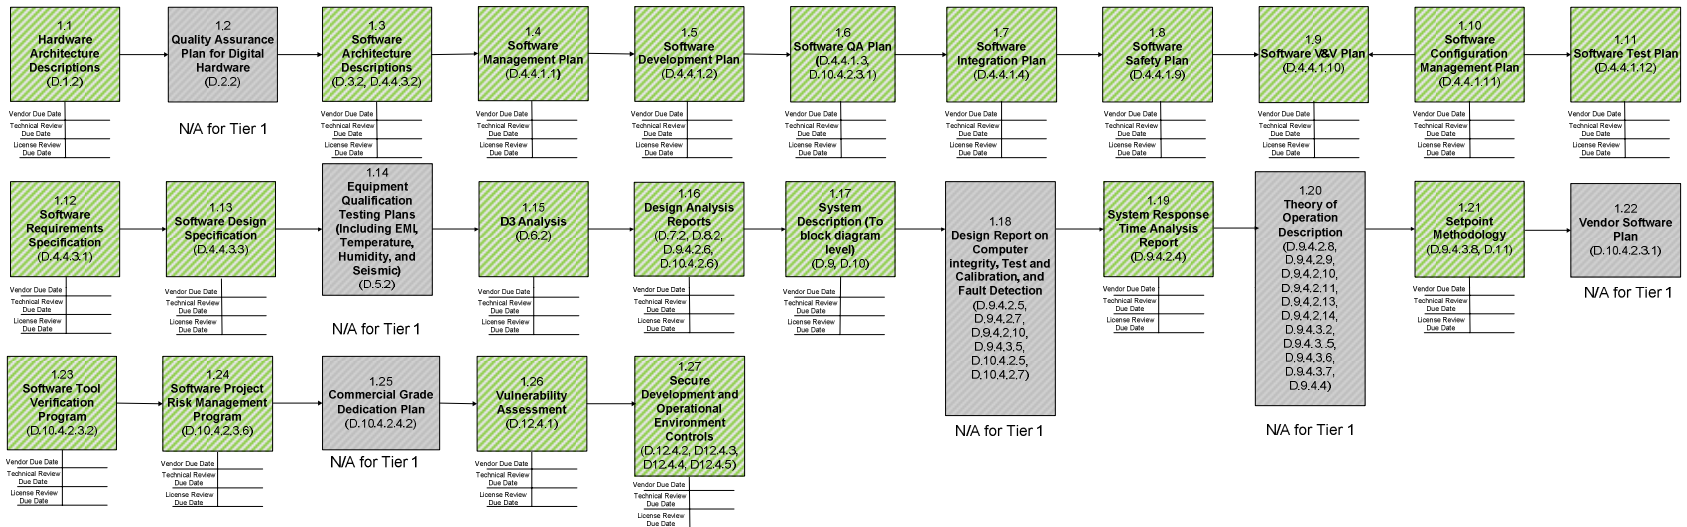 1.1
Hardware
Architecture
Descriptions
(D.1.2)
1.2
Quality Assurance
Plan for Digital
Hardware
(D.2.2)
1.3
Software
Architecture
Descriptions
(D.3.2, D.4.4.3.2)
1.4
Software
Management Plan
(D.4.4.1.1)
1.5
Software
Development Plan
(D.4.4.1.2)
1.6
Software QA Plan
(D.4.4.1.3,
D.10.4.2.3.1)
1.7
Software
Integration Plan
(D.4.4.1.4)
1.8
Software
Safety Plan
(D.4.4.1.9)
1.9
Software V&V Plan
(D.4.4.1.10)
1.10
Software
Configuration
Management Plan
(D.4.4.1.11)
1.11
Software Test Plan
(D.4.4.1.12)
Vendor Due Date
Technical Review
Due Date
License Review
Due Date
N/A for Tier 1
Vendor Due Date
Technical Review
Due Date
License Review
Due Date
Vendor Due Date
Technical Review
Due Date
License Review
Due Date
Vendor Due Date
Technical Review
Due Date
License Review
Due Date
Vendor Due Date
Technical Review
Due Date
License Review
Due Date
Vendor Due Date
Technical Review
Due Date
License Review
Due Date
Vendor Due Date
Technical Review
Due Date
License Review
Due Date
Vendor Due Date
Technical Review
Due Date
License Review
Due Date
Vendor Due Date
Technical Review
Due Date
License Review
Due Date
Vendor Due Date
Technical Review
Due Date
License Review
Due Date
1.12
Software
Requirements
Specification
(D.4.4.3.1)
1.13
Software Design
Specification
(D.4.4.3.3)
1.14
Equipment
Qualification
Testing Plans
(Including EMI,
Temperature,
Humidity, and
Seismic)
(D.5.2)
1.15
D3 Analysis
(D.6.2)
1.16
Design Analysis
Reports
(D.7.2, D.8.2,
D.9.4.2.6,
D.10.4.2.6)
1.17
System
Description (To
block diagram
level)
(D.9, D.10)
1.18
Design Report on
Computer
integrity, Test and
Calibration, and
Fault Detection
(D.9.4.2.5,
D.9.4.2.7,
D.9.4.2.10,
D.9.4.3.5,
D.10.4.2.5,
D.10.4.2.7)
1.19
System Response
Time Analysis
Report
(D.9.4.2.4)
1.20
Theory of
Operation
Description
(D.9.4.2.8,
D.9.4.2.9,
D.9.4.2.10,
D.9.4.2.11,
D.9.4.2.13,
D.9.4.2.14,
D.9.4.3.2,
D.9.4.3..5,
D.9.4.3.6,
D.9.4.3.7,
D.9.4.4)
1.21
Setpoint
Methodology
(D.9.4.3.8, D.11)
1.22
Vendor Software
Plan
(D.10.4.2.3.1)
Vendor Due Date
Technical Review
Due Date
License Review
Due Date
Vendor Due Date
Technical Review
Due Date
License Review
Due Date
N/A for Tier 1
Vendor Due Date
Technical Review
Due Date
License Review
Due Date
Vendor Due Date
Technical Review
Due Date
License Review
Due Date
Vendor Due Date
Technical Review
Due Date
License Review
Due Date
N/A for Tier 1
Vendor Due Date
Technical Review
Due Date
License Review
Due Date
N/A for Tier 1
Vendor Due Date
Technical Review
Due Date
License Review
Due Date
N/A for Tier 1
1.23
Software Tool
Verification
Program
(D.10.4.2.3.2)
1.24
Software Project
Risk Management
Program
(D.10.4.2,3.6)
1.25
Commercial Grade
Dedication Plan
(D.10.4.2.4.2)
1.26
Vulnerability
Assessment
(D.12.4.1)
1.27
Secure
Development and
Operational
Environment
Controls
(D.12.4.2, D12.4.3,
D12.4.4, D12.4.5)
Vendor Due Date
Technical Review
Due Date
License Review
Due Date
Vendor Due Date
Technical Review
Due Date
License Review
Due Date
N/A for Tier 1
Vendor Due Date
Technical Review
Due Date
License Review
Due Date
Vendor Due Date
Technical Review
Due Date
License Review
Due Date